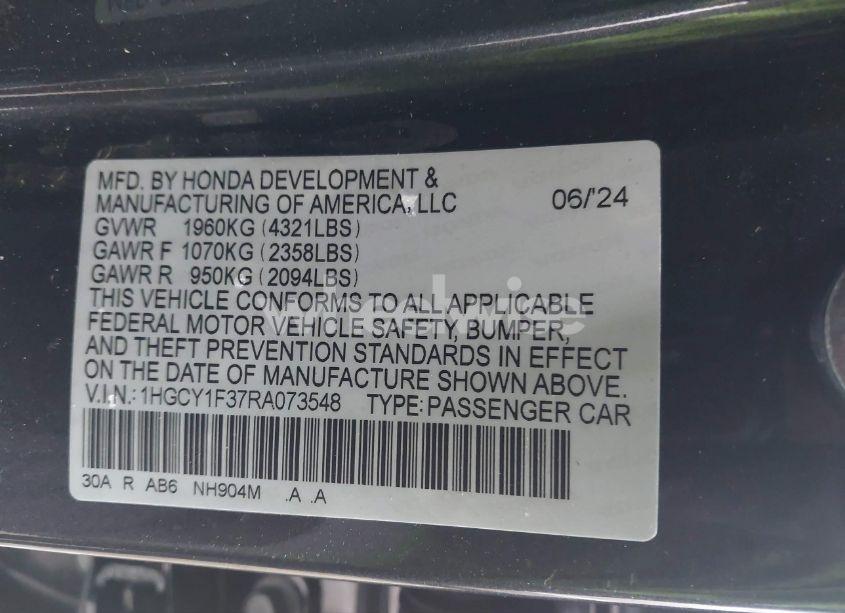 MFD. BY HONDA DEVELOPMENT &
MANUFACTURING OF AMERICA, LLC 06/'24
GVWR 1960KG (4321LBS)
GAWR F 1070KG (2358LBS)
GAWR R 950KG (2094LBS)
THIS VEHICLE CONFORMS TO ALL APPLICABLE
FEDERAL MOTOR VEHICLE SAFETY, BUMPER,
AND THEFT PREVENTION STANDARDS IN EFFECT
ON THE DATE OF MANUFACTURE SHOWN ABOVE.
V.I.N.: 1HGCY1F37RA073548 TYPE: PASSENGER CAR
30A R AB6 NH904M .A .A